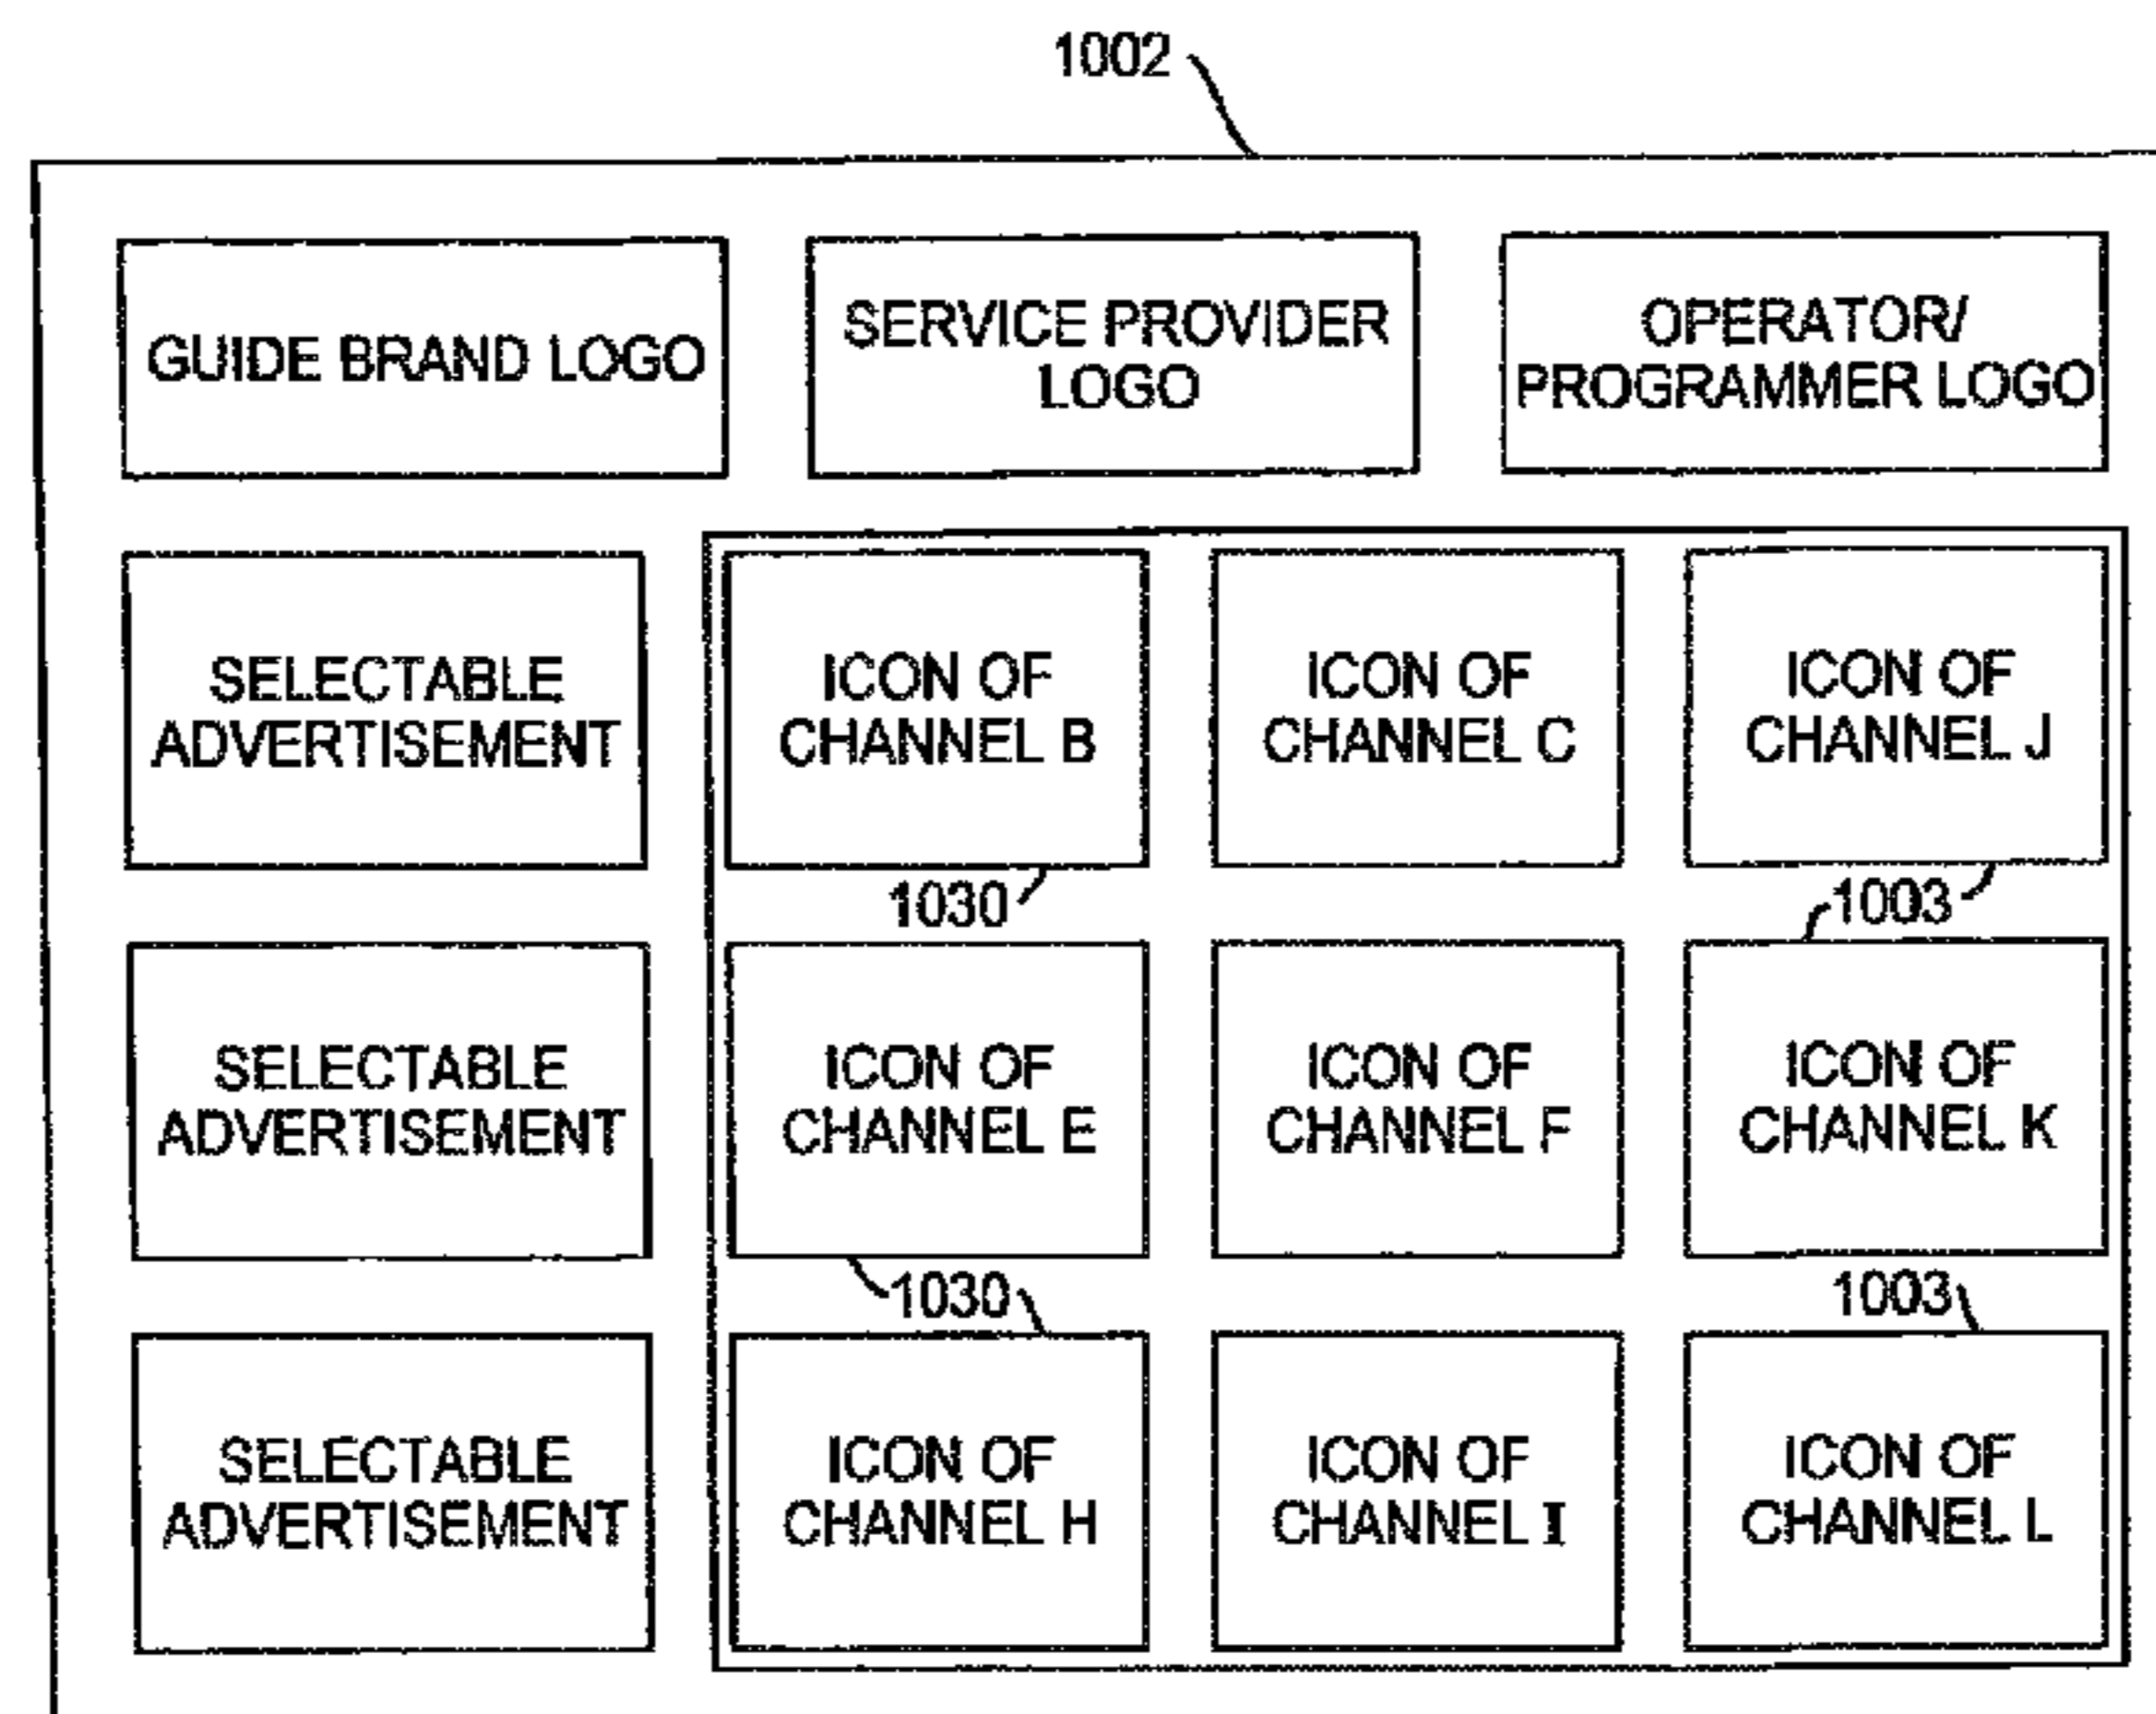 1002
GUIDE BRAND LOGO
SERVICE PROVIDER
LOGO
OPERATOR/
PROGRAMMER LOGO
SELECTABLE
ADVERTISEMENT
ICON OF
CHANNEL B
ICON OF
CHANNEL C
ICON OF
CHANNEL J
1030
1003
SELECTABLE
ADVERTISEMENT
ICON OF
CHANNEL E
ICON OF
CHANNEL F
ICON OF
CHANNEL K
1030
1003
SELECTABLE
ADVERTISEMENT
ICON OF
CHANNEL H
ICON OF
CHANNEL I
ICON OF
CHANNEL L